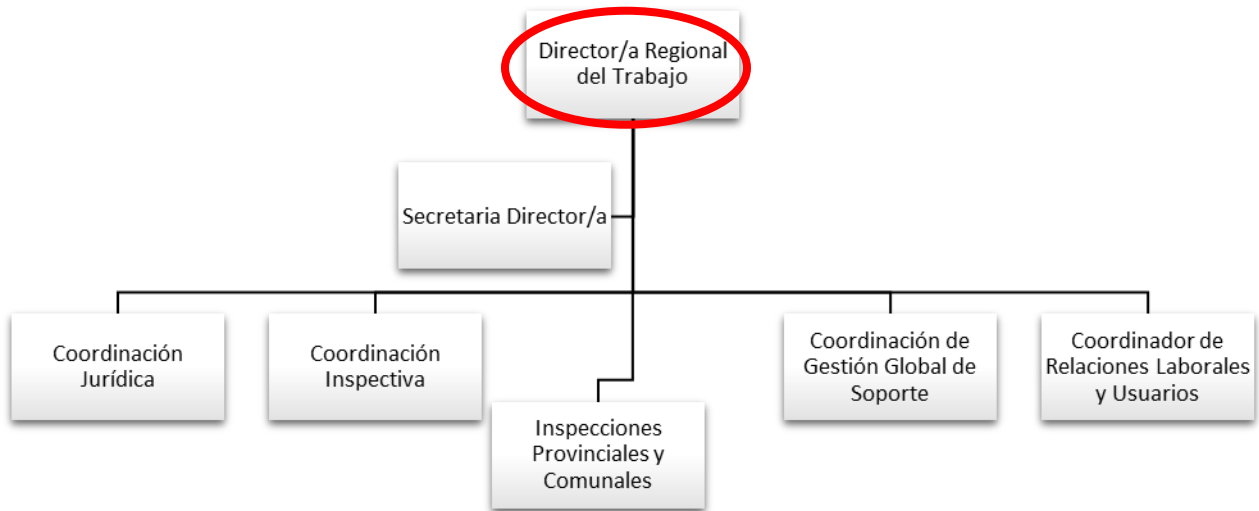 Director/a Regional
del Trabajo
Secretaria Director/a
Coordinación
Jurídica
Coordinación
Inspectiva
Inspecciones
Provinciales y
Comunales
Coordinación de
Gestión Global de
Soporte
Coordinador de
Relaciones Laborales
y Usuarios